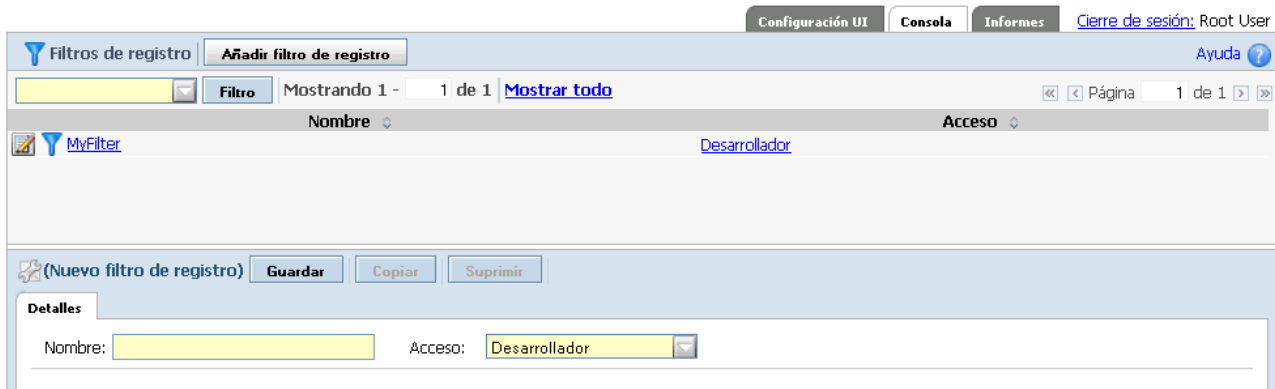 Configuración UI Consola Informes Cierre de sesión: Root User
Filtros de registro Añadir filtro de registro Ayuda ?
Filtro Mostrando 1 - 1 de 1 Mostrar todo Página 1 de 1
Nombre Acceso
MyFilter Desarrollador
(Nuevo filtro de registro) Guardar Copiar Suprimir
Detalles
Nombre: Acceso: Desarrollador